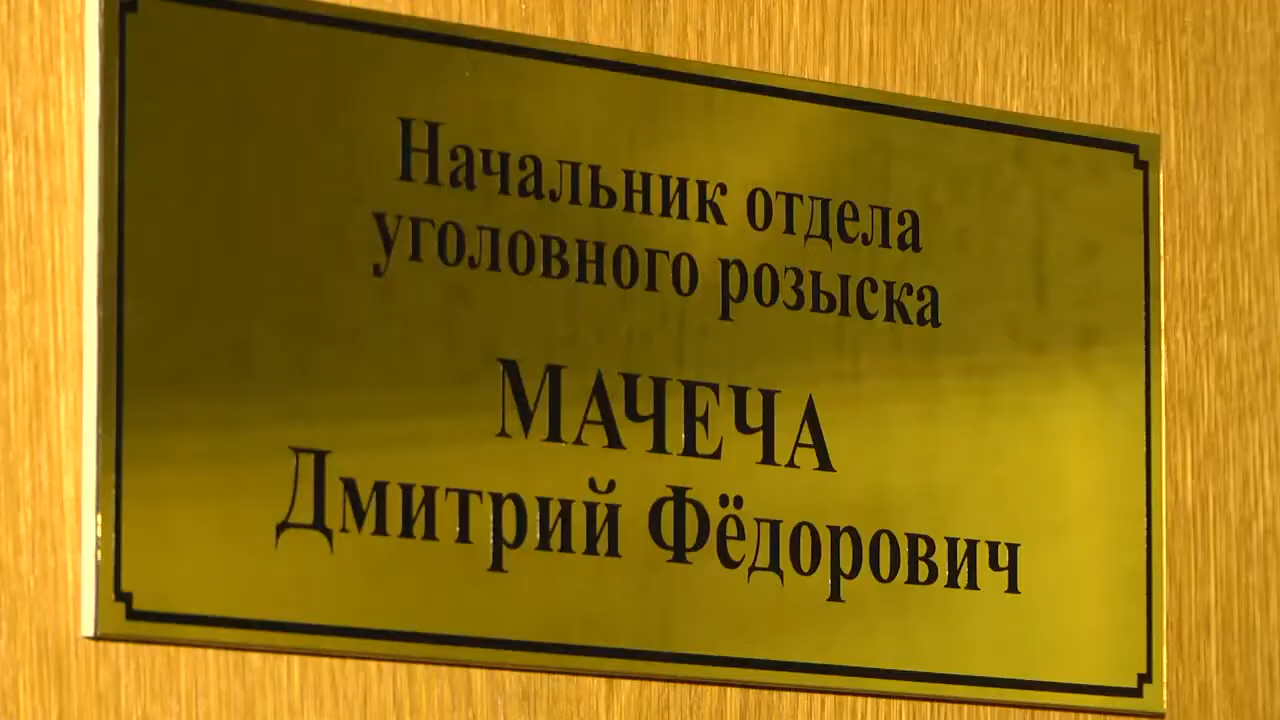 Начальник отдела
уголовного розыска
МАЧЕЧА
Дмитрий Фёдорович